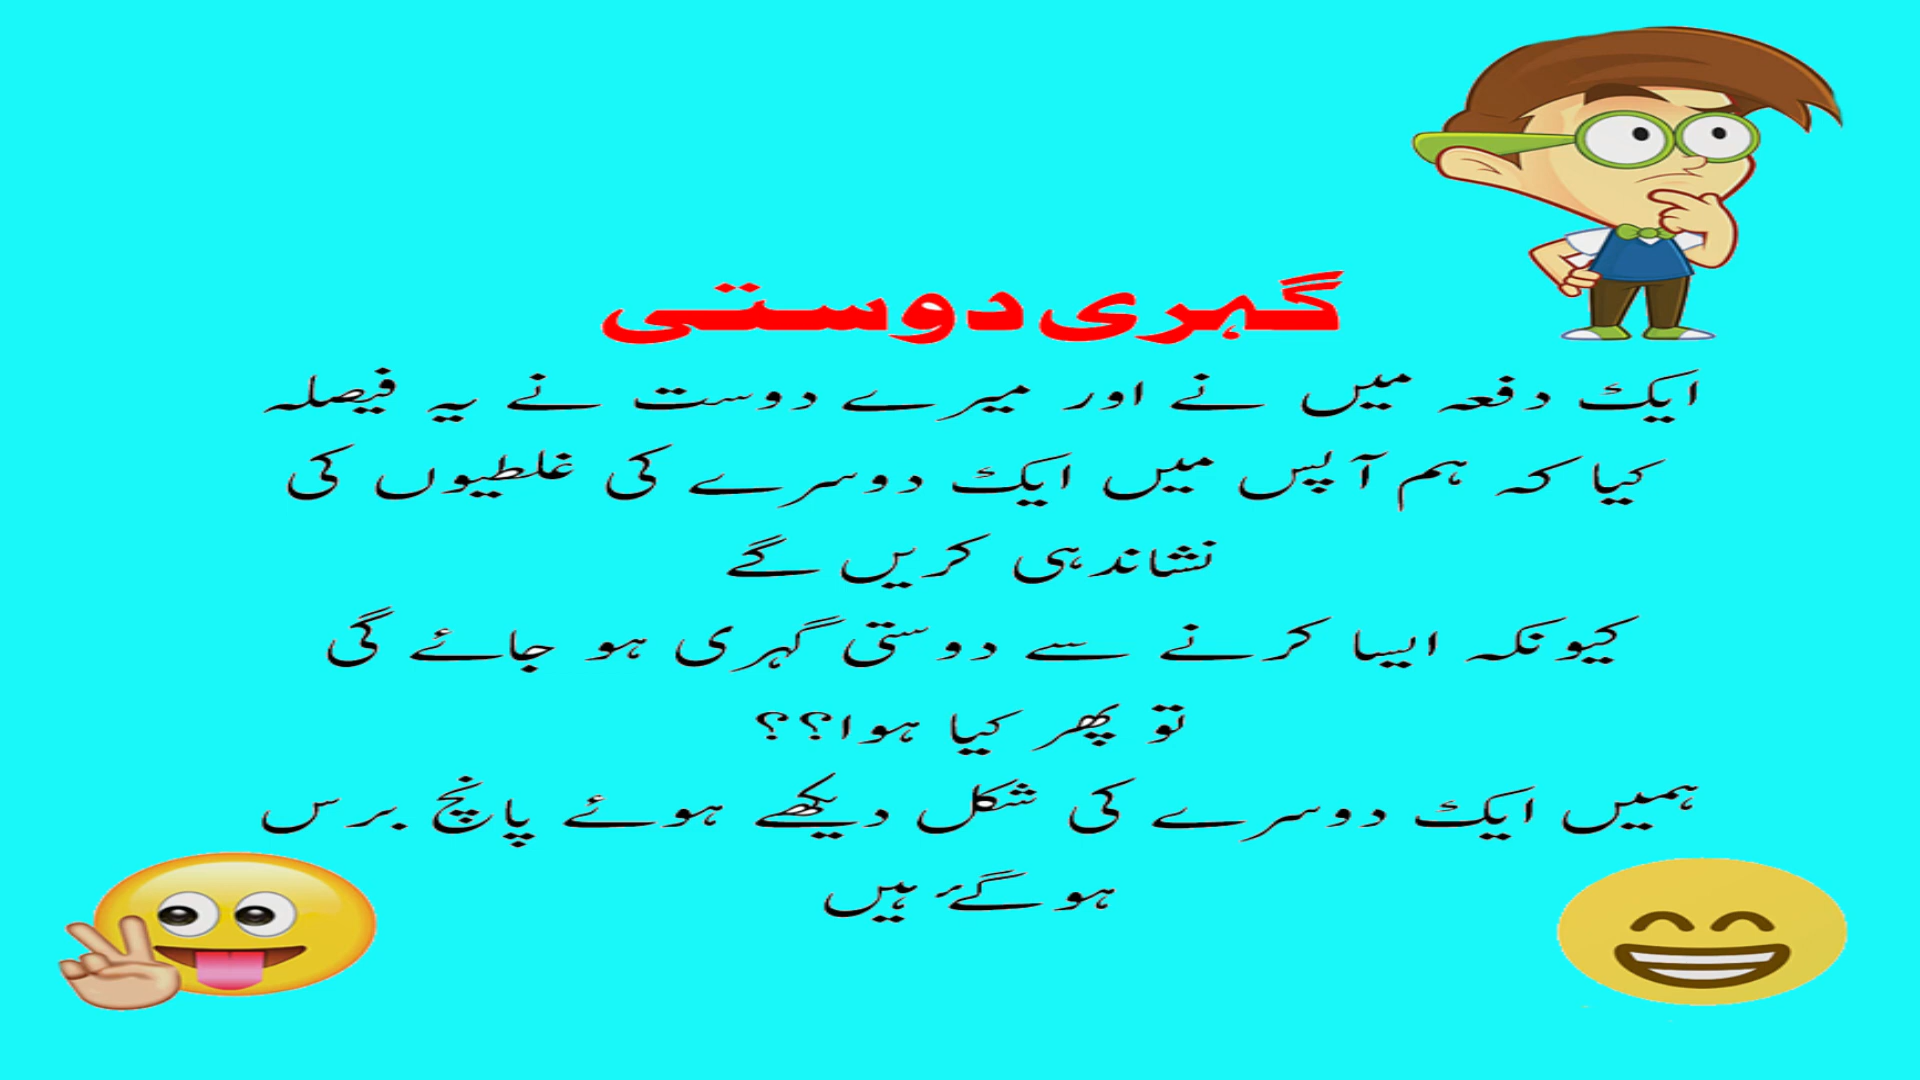 گہری دوستی
ایک دفعہ میں نے اور میرے دوست نے یہ فیصلہ
کیا کہ ہم آپس میں ایک دوسرے کی غلطیوں کی
نشاندہی کریں گے
کیونکہ ایسا کرنے سے دوستی گہری ہو جائے گی
تو پھر کیا ہوا؟؟
ہمیں ایک دوسرے کی شکل دیکھے ہوئے پانچ برس
ہوگئے ہیں